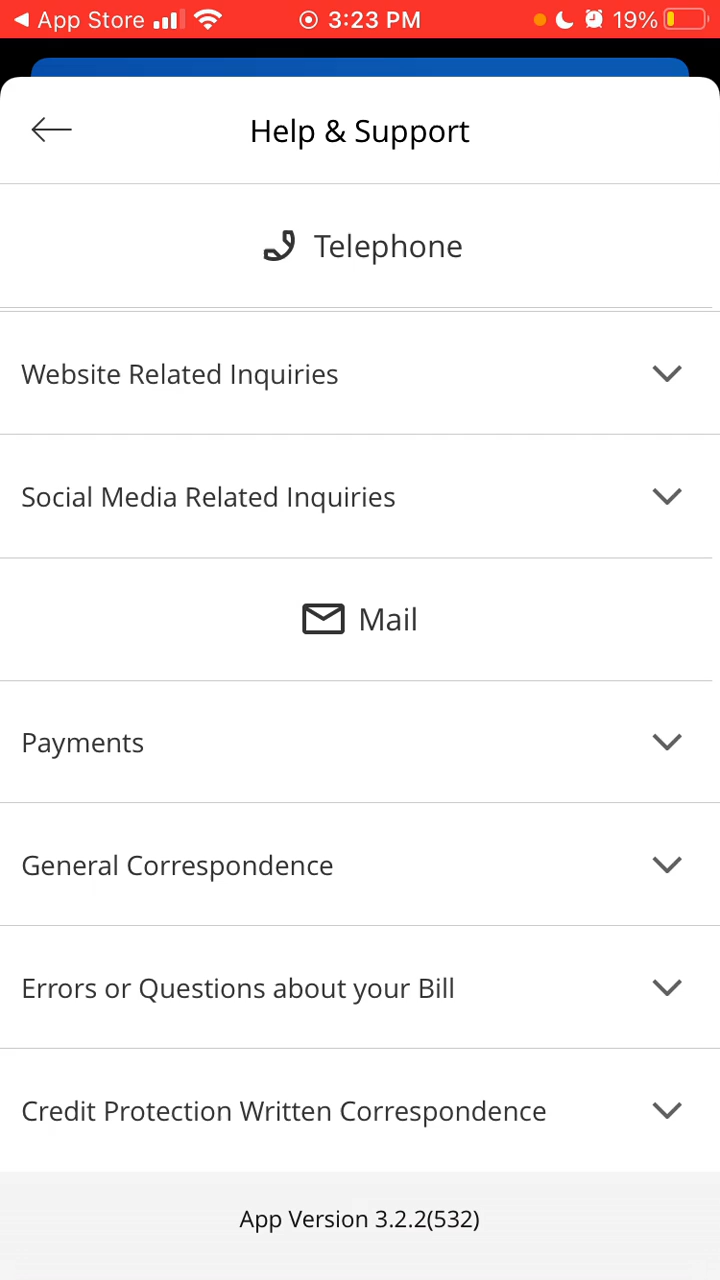 App Store 3:23 PM 19%
Help & Support
Telephone
Website Related Inquiries
Social Media Related Inquiries
Mail
Payments
General Correspondence
Errors or Questions about your Bill
Credit Protection Written Correspondence
App Version 3.2.2(532)